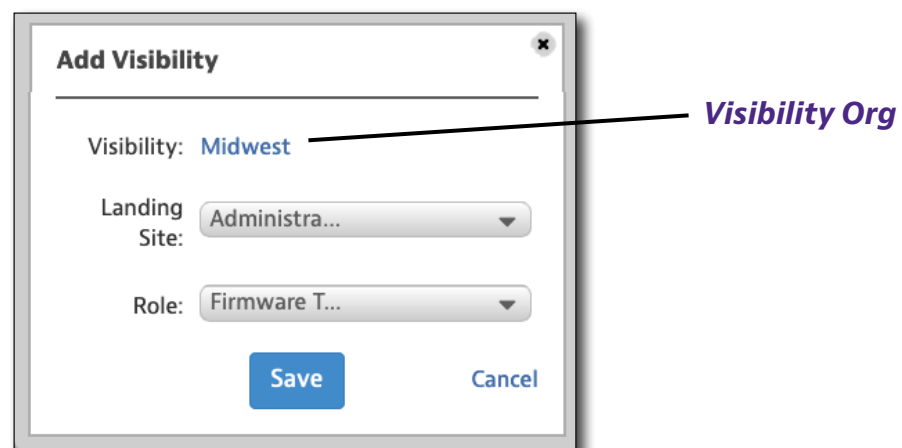 Add Visibility
Visibility Org
Visibility: Midwest
Landing
Site:
Administra...
Role: Firmware T...
Save Cancel